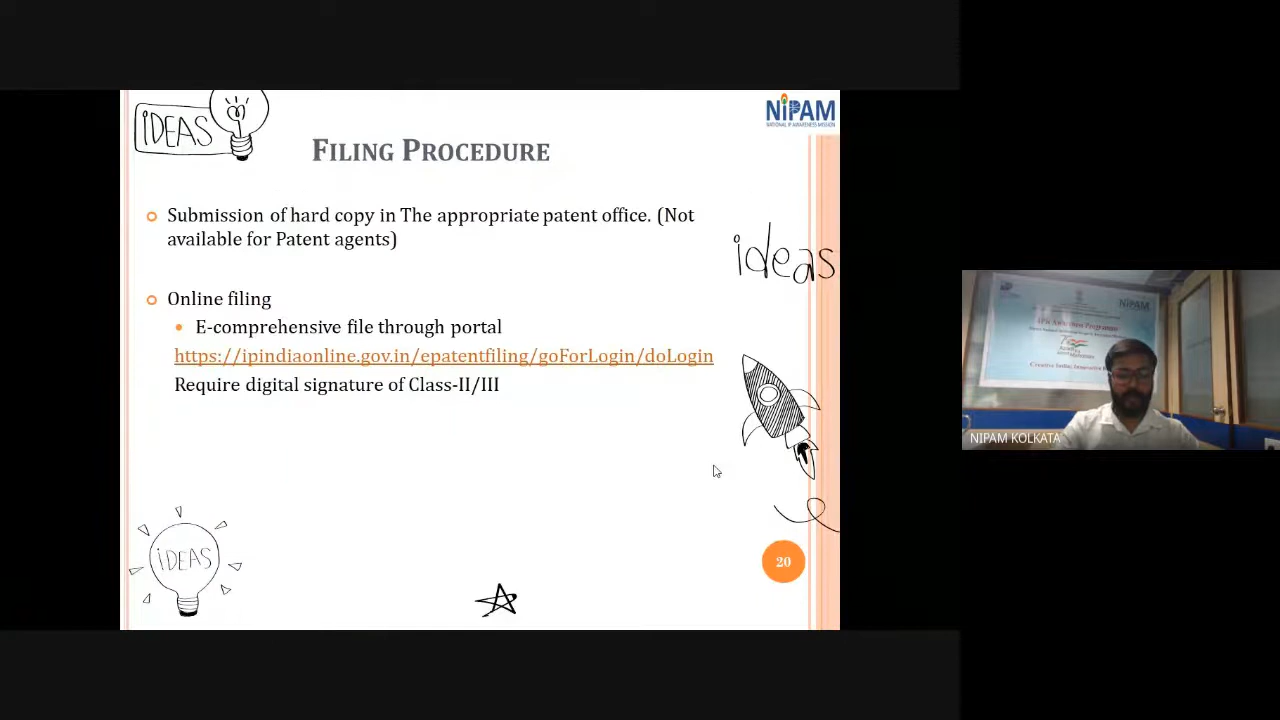 iDEAS
NiPAM
NATIONAL IP AWARENESS MISSION
FILING PROCEDURE
Submission of hard copy in The appropriate patent office. (Not
available for Patent agents)
ideas
Online filing
E-comprehensive file through portal
https://ipindiaonline.gov.in/epatentfiling/goForLogin/doLogin
Require digital signature of Class-II/III
NiPAM
NIPAM KOLKATA
iDEAS
20